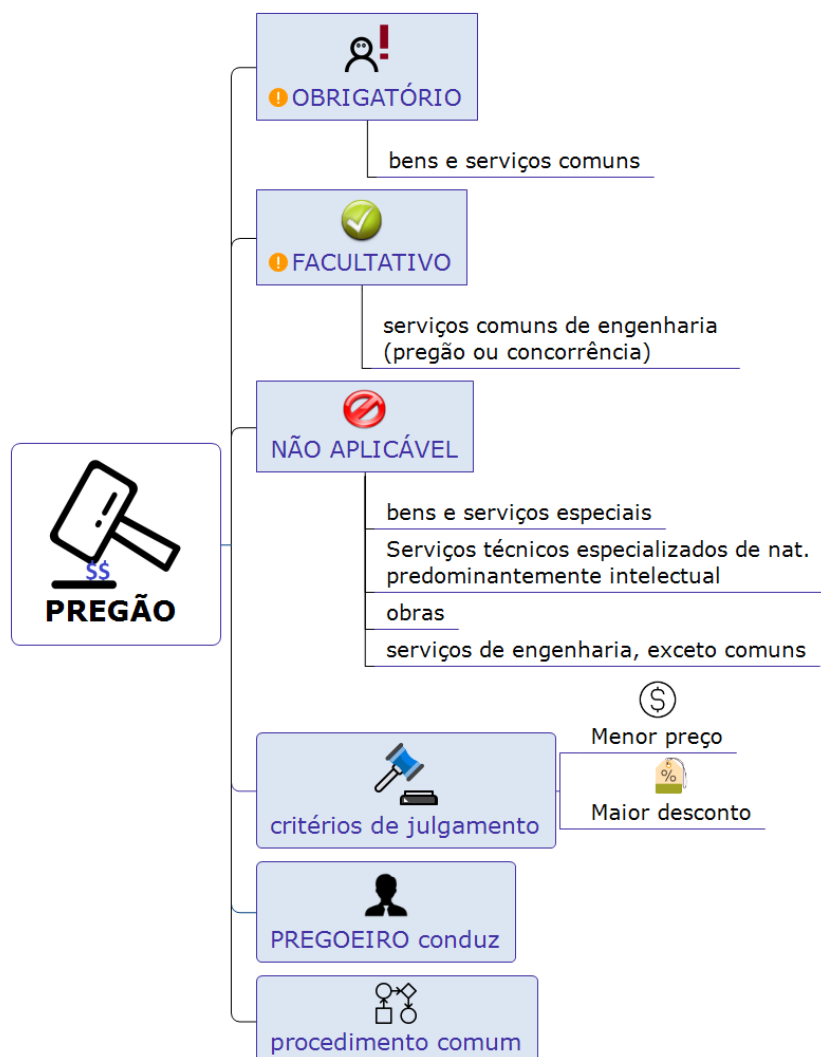 OBRIGATÓRIO
bens e serviços comuns
FACULTATIVO
serviços comuns de engenharia
(pregão ou concorrência)
NÃO APLICÁVEL
bens e serviços especiais
Serviços técnicos especializados de nat.
predominantemente intelectual
obras
serviços de engenharia, exceto comuns
$$
PREGÃO
$
Menor preço
%
Maior desconto
critérios de julgamento
PREGOEIRO conduz
procedimento comum